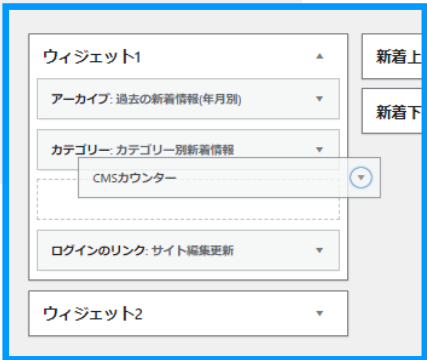 ウィジェット1
新着上
アーカイブ: 過去の新着情報(年月別)
新着下
カテゴリー: カテゴリー別新着情報
CMSカウンター
ログインのリンク: サイト編集更新
ウィジェット2